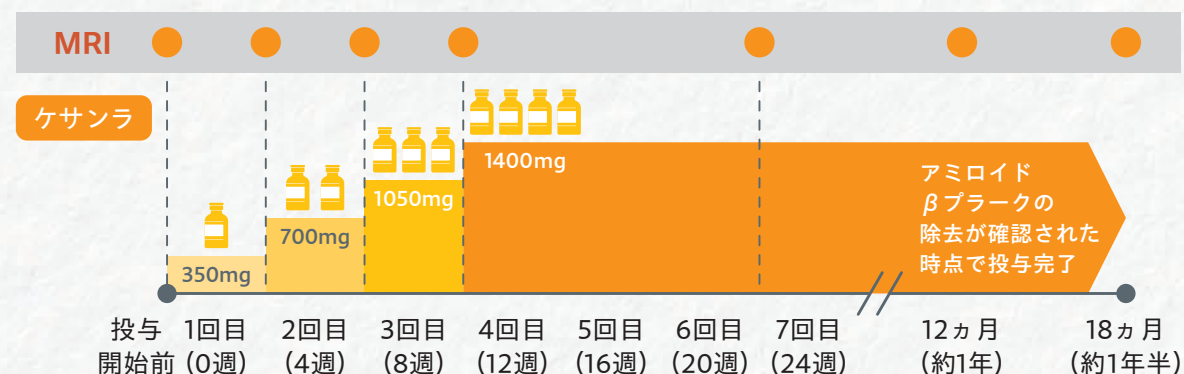 MRI
ケサンラ
350mg
700mg
1050mg
1400mg
アミロイド
βプラークの
除去が確認された
時点で投与完了
投与 1回目 2回目 3回目 4回目 5回目 6回目 7回目 12ヵ月 18ヵ月
開始前 (0週) (4週) (8週) (12週) (16週) (20週) (24週) (約1年) (約1年半)